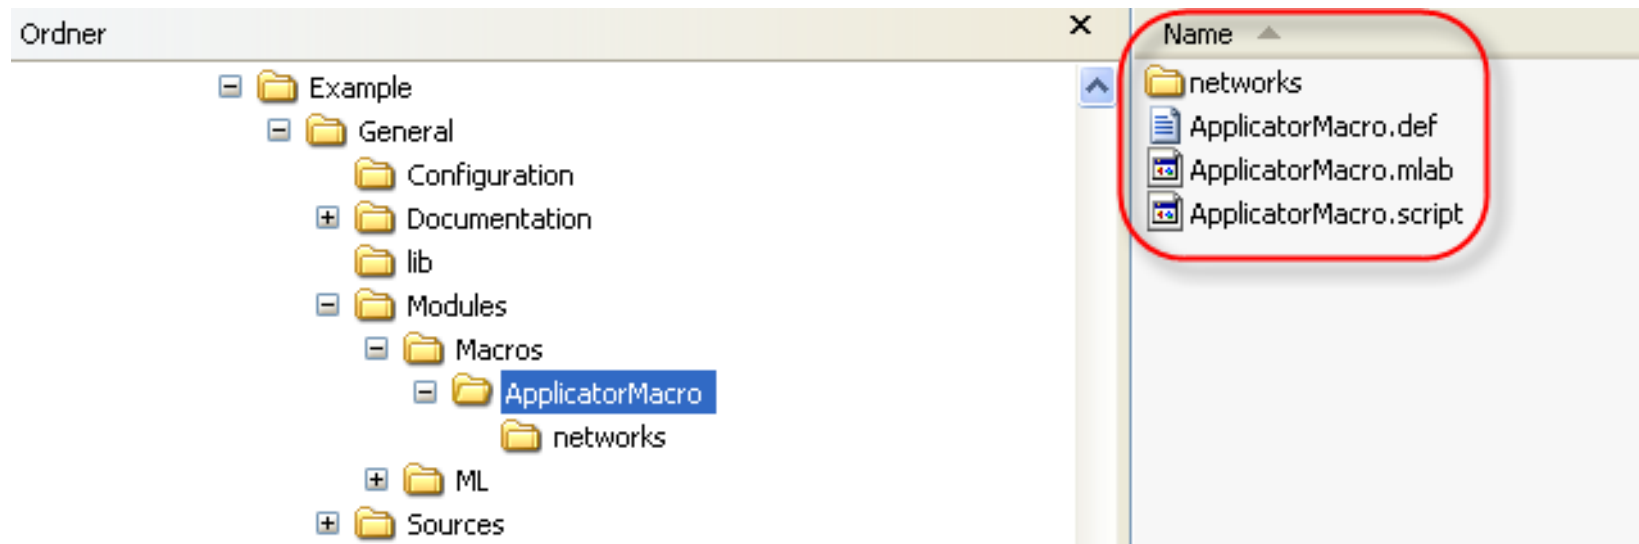 Ordner
Example
General
Configuration
Documentation
lib
Modules
Macros
ApplicatorMacro
networks
ML
Sources
Name
networks
ApplicatorMacro.def
ApplicatorMacro.mlab
ApplicatorMacro.script